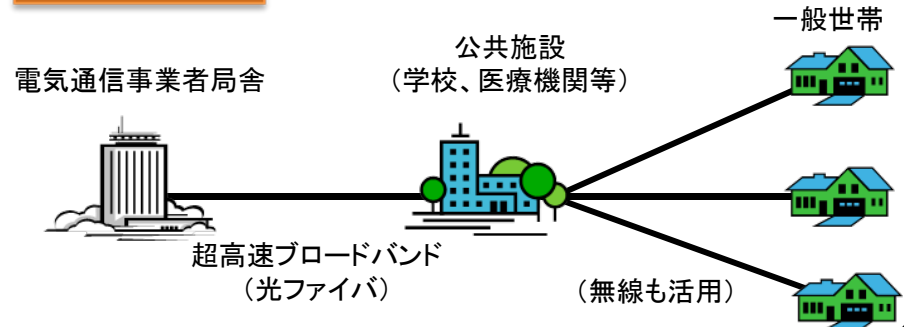 一般世帯
公共施設
（学校、医療機関等）
電気通信事業者局舎
超高速ブロードバンド
（光ファイバ）
（無線も活用）